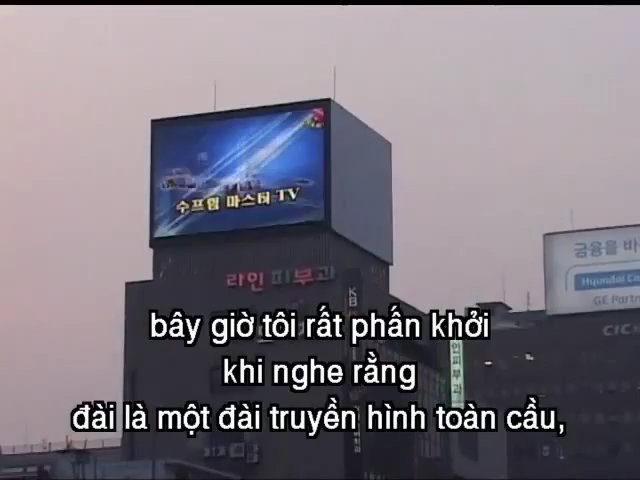 수프림 마스터 TV
라인 피부과
금융을 바
Hyundai Ca
GE Partn
KB
인피부과
bây giờ tôi rất phấn khởi
khi nghe rằng
đài là một đài truyền hình toàn cầu,